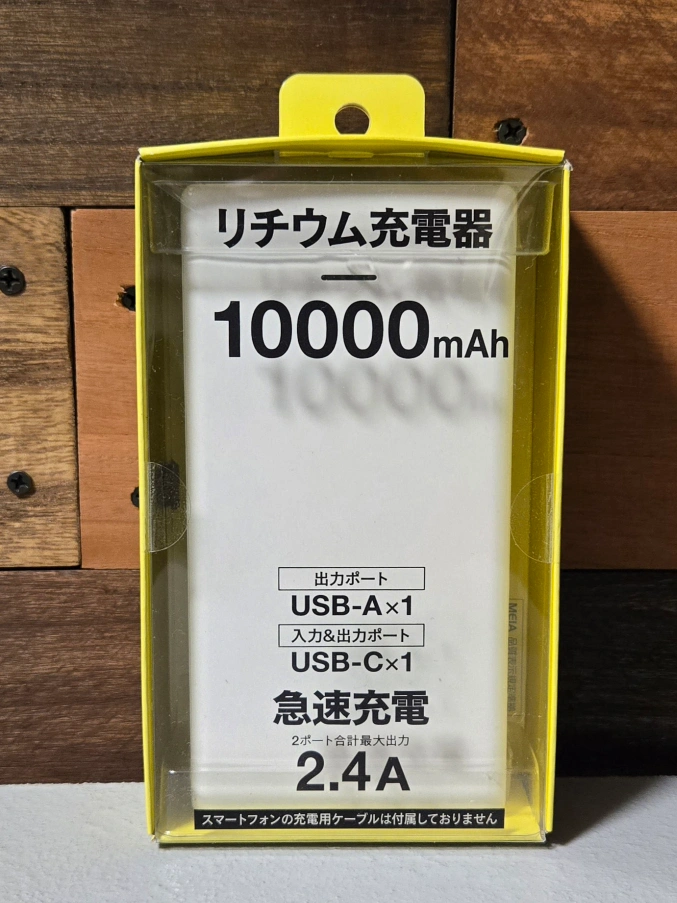 リチウム充電器
10000mAh
出力ポート
USB-A×1
入力&出力ポート
USB-C×1
急速充電
2ポート合計最大出力
2.4A
スマートフォンの充電用ケーブルは付属しておりません
MEIA